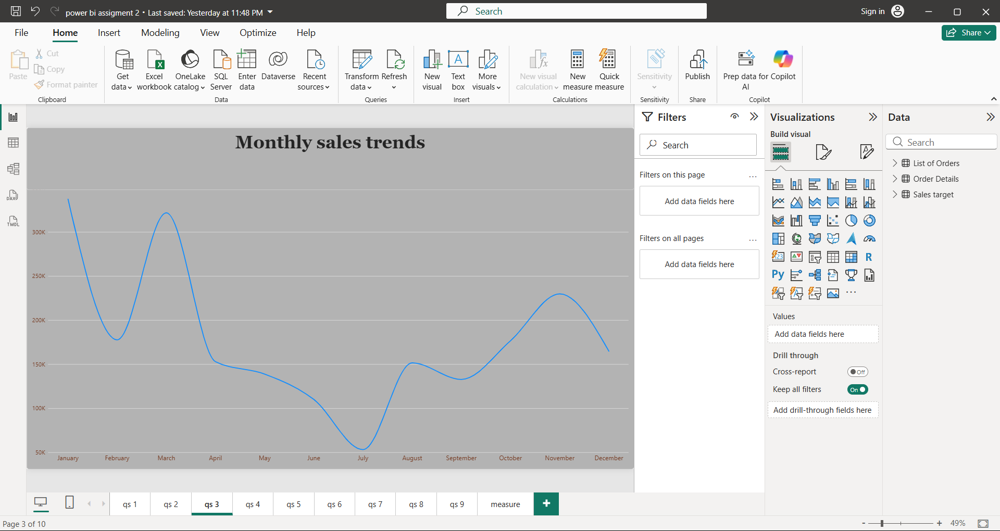 power bi assigment 2 • Last saved: Yesterday at 11:48 PM
Search
Sign in
File Home Insert Modeling View Optimize Help
Share
Paste
Cut
Copy
Format painter
Clipboard
Get data
Excel workbook
OneLake catalog
SQL Server
Enter data
Dataverse
Recent sources
Data
Transform data
Refresh
Queries
New visual
Text box
More visuals
Insert
New visual calculation
New measure
Quick measure
Calculations
Sensitivity
Sensitivity
Publish
Share
Prep data for AI
Copilot
Copilot
DAX
TMDL
Monthly sales trends
300K
250K
200K
150K
100K
50K
January February March April May June July August September October November December
Filters
Search
Filters on this page ...
Add data fields here
Filters on all pages ...
Add data fields here
Visualizations
Build visual
123
R
Py
...
Values
Add data fields here
Drill through
Cross-report Off
Keep all filters On
Add drill-through fields here
Data
Search
List of Orders
Order Details
Sales target
qs 1 qs 2 qs 3 qs 4 qs 5 qs 6 qs 7 qs 8 qs 9 measure +
Page 3 of 10
- + 49%